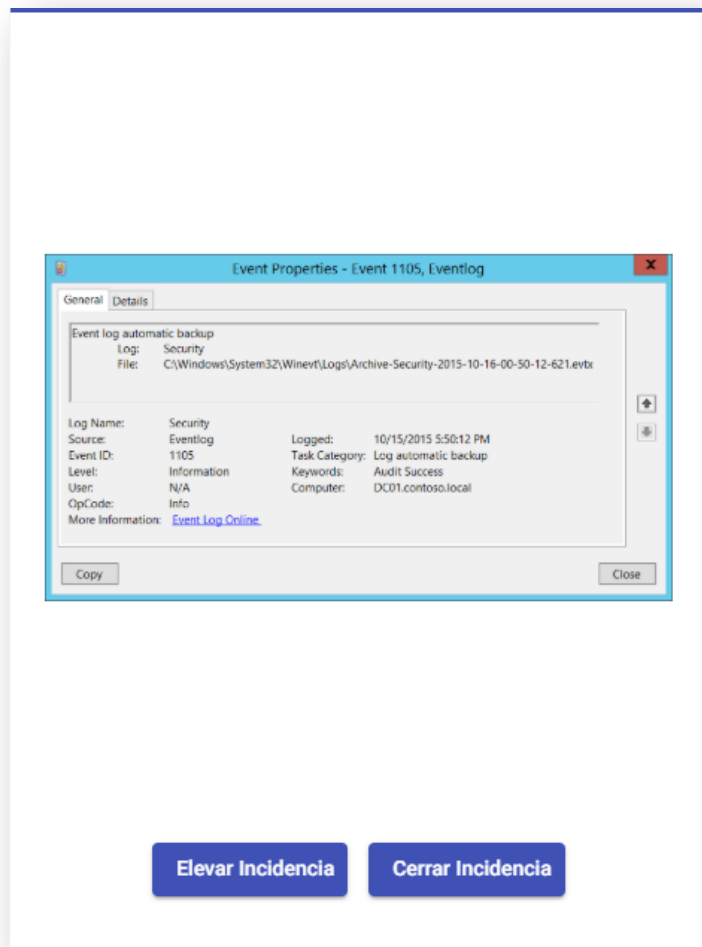 Event Properties - Event 1105, Eventlog
X
General Details
Event log automatic backup
Log: Security
File: C:\Windows\System32\Winevt\Logs\Archive-Security-2015-10-16-00-50-12-621.evtx
Log Name: Security
Source: Eventlog Logged: 10/15/2015 5:50:12 PM
Event ID: 1105 Task Category: Log automatic backup
Level: Information Keywords: Audit Success
User: N/A Computer: DC01.contoso.local
OpCode: Info
More Information: Event Log Online
Copy Close
Elevar Incidencia Cerrar Incidencia